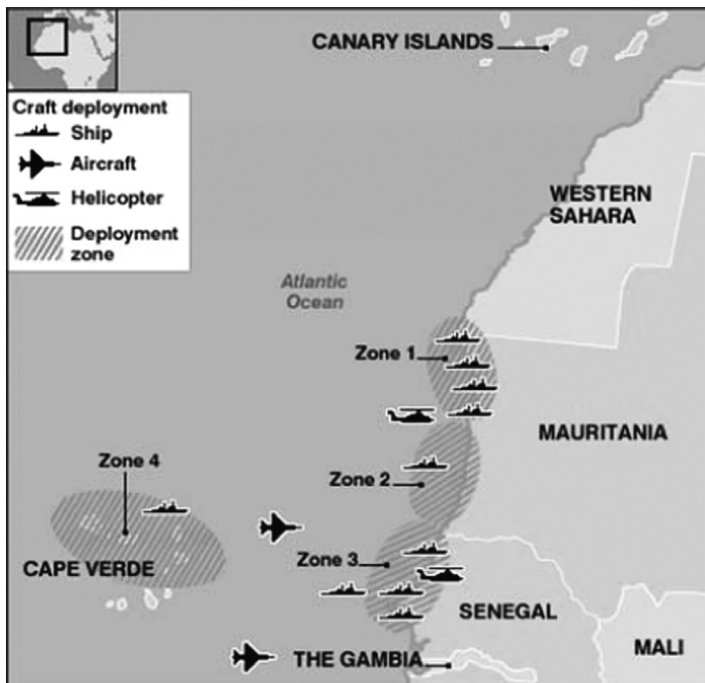 CANARY ISLANDS
Craft deployment
Ship
Aircraft
Helicopter
Deployment
zone
WESTERN
SAHARA
Atlantic
Ocean
Zone 1
MAURITANIA
Zone 4
Zone 2
Zone 3
CAPE VERDE
SENEGAL
MALI
THE GAMBIA